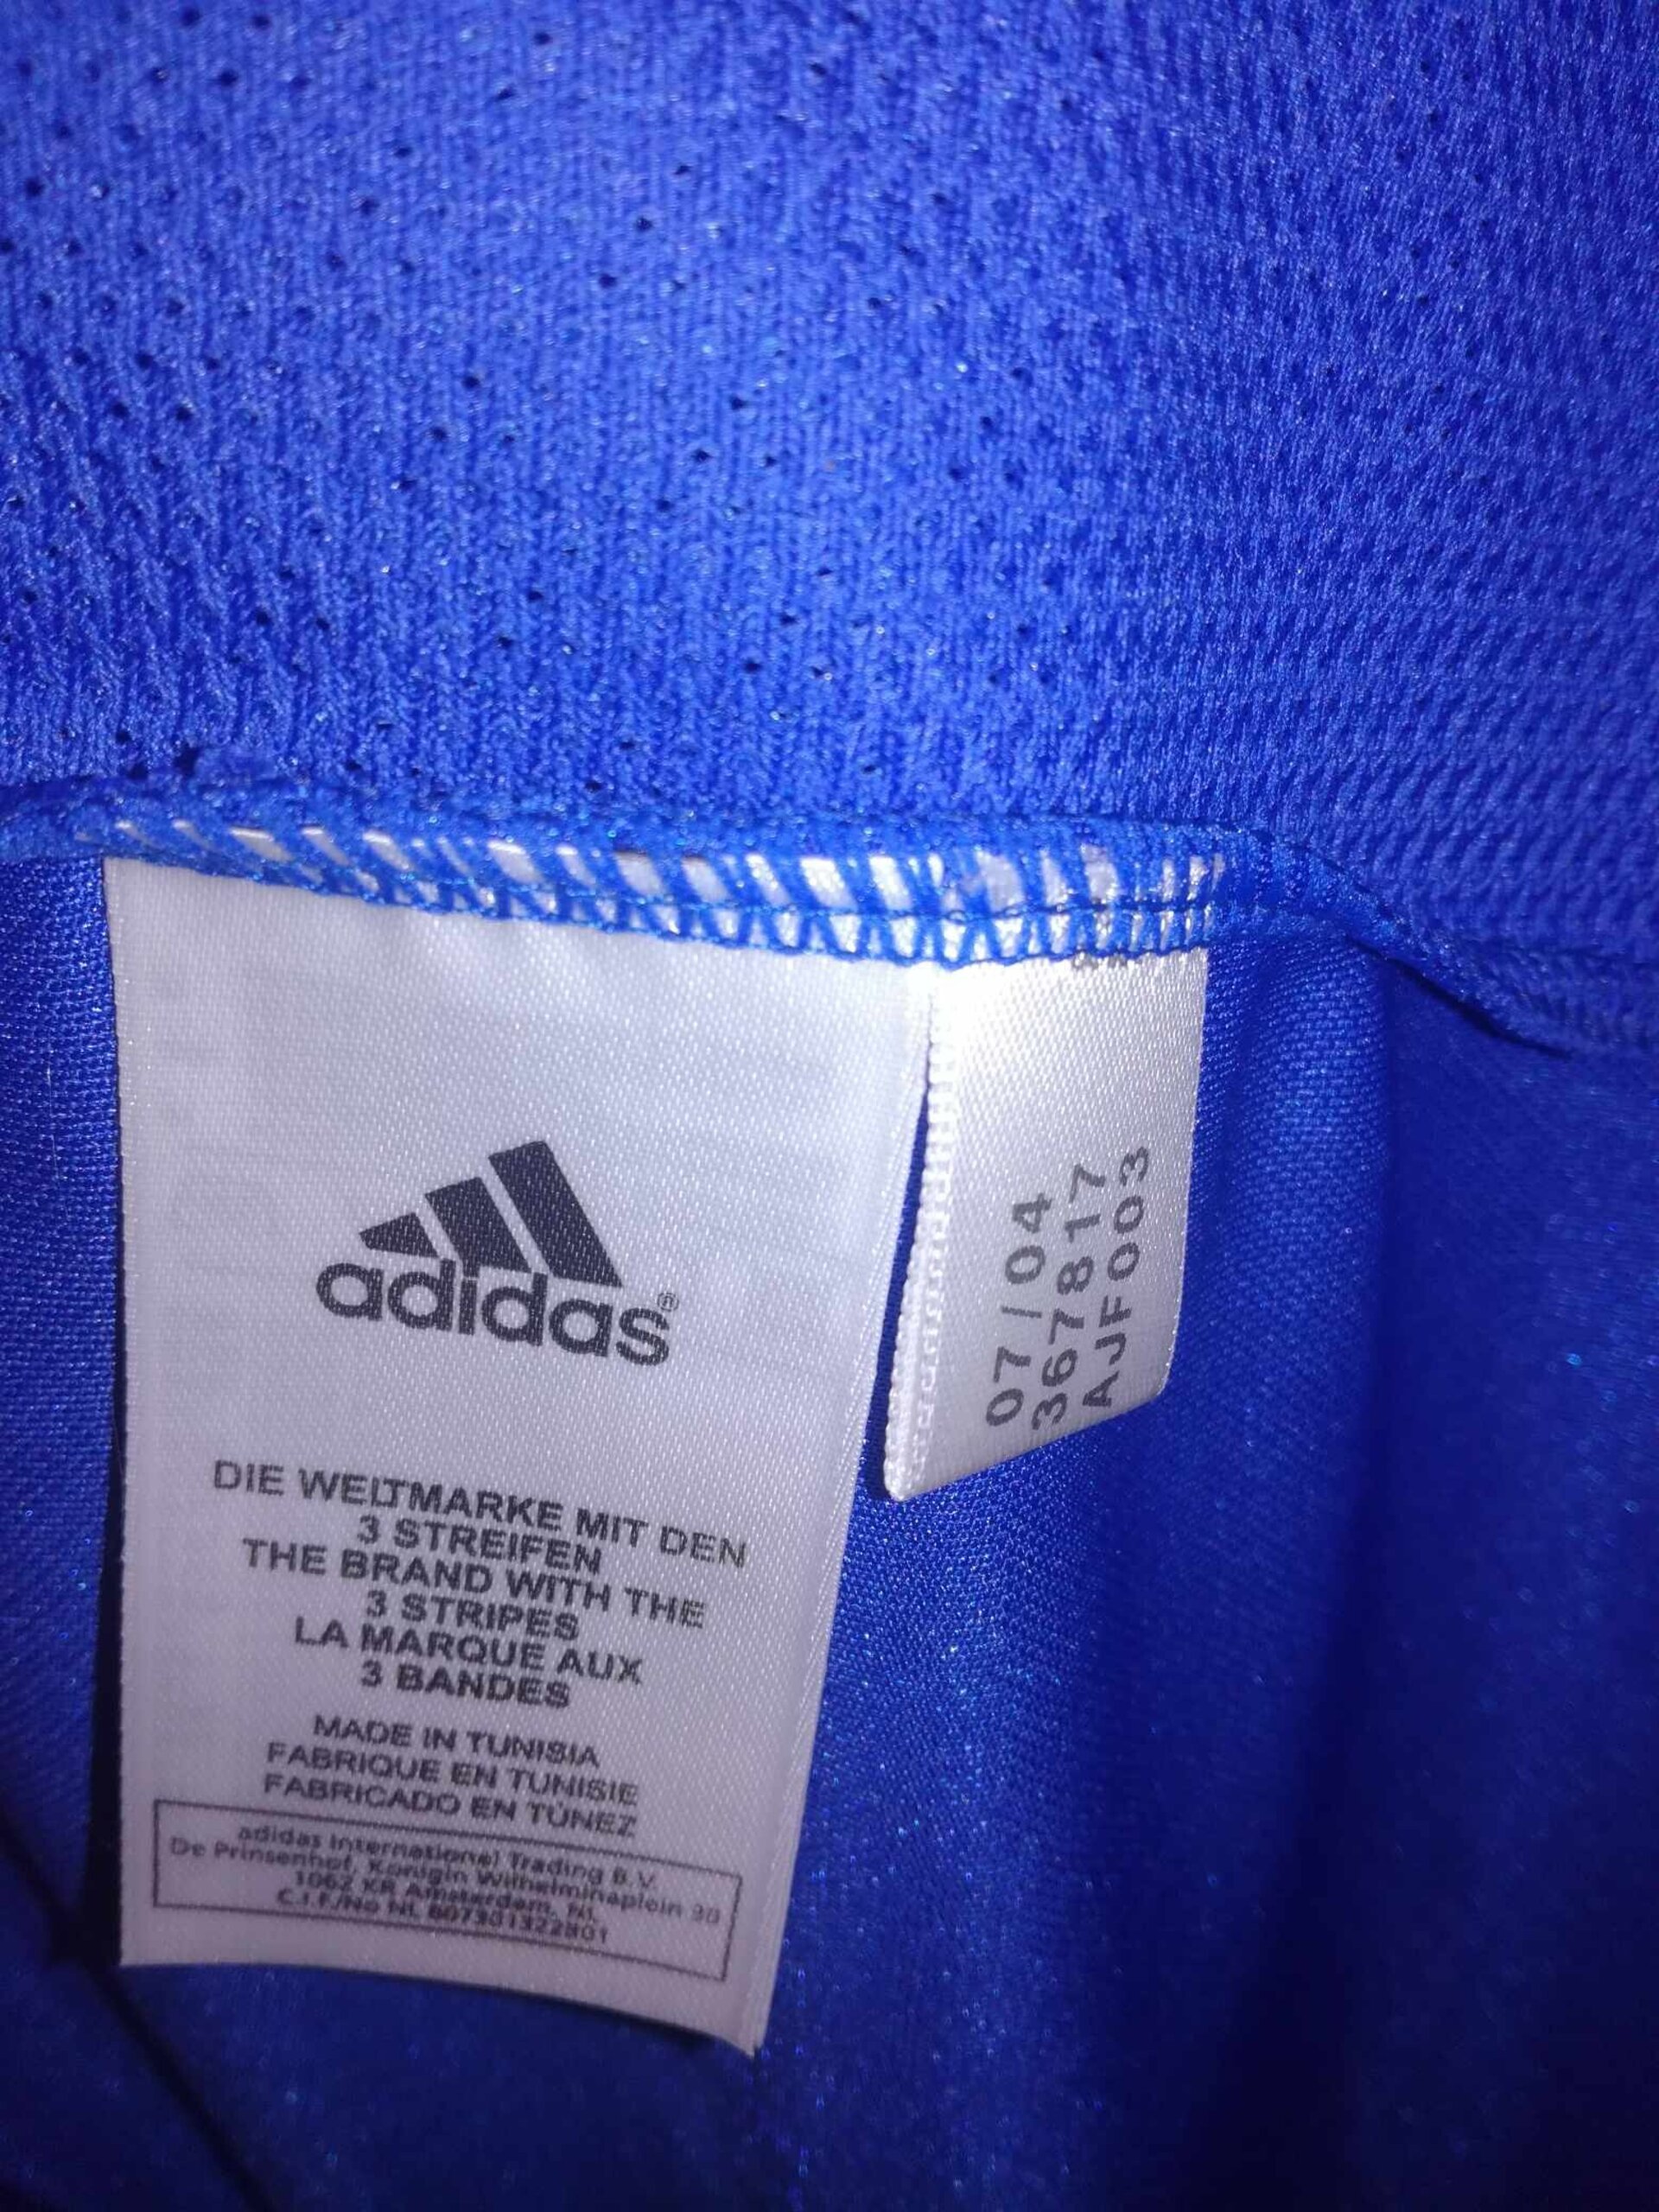 adidas®
DIE WELTMARKE MIT DEN
3 STREIFEN
THE BRAND WITH THE
3 STRIPES
LA MARQUE AUX
3 BANDES
MADE IN TUNISIA
FABRIQUE EN TUNISIE
FABRICADO EN TÚNEZ
adidas International Trading B.V.
De Prinsenhof, Konigin Wilhelminaplein 30
1062 KR Amsterdam, NL
C.I.F./No NL 807301322B01
07/04
367817
AJF003